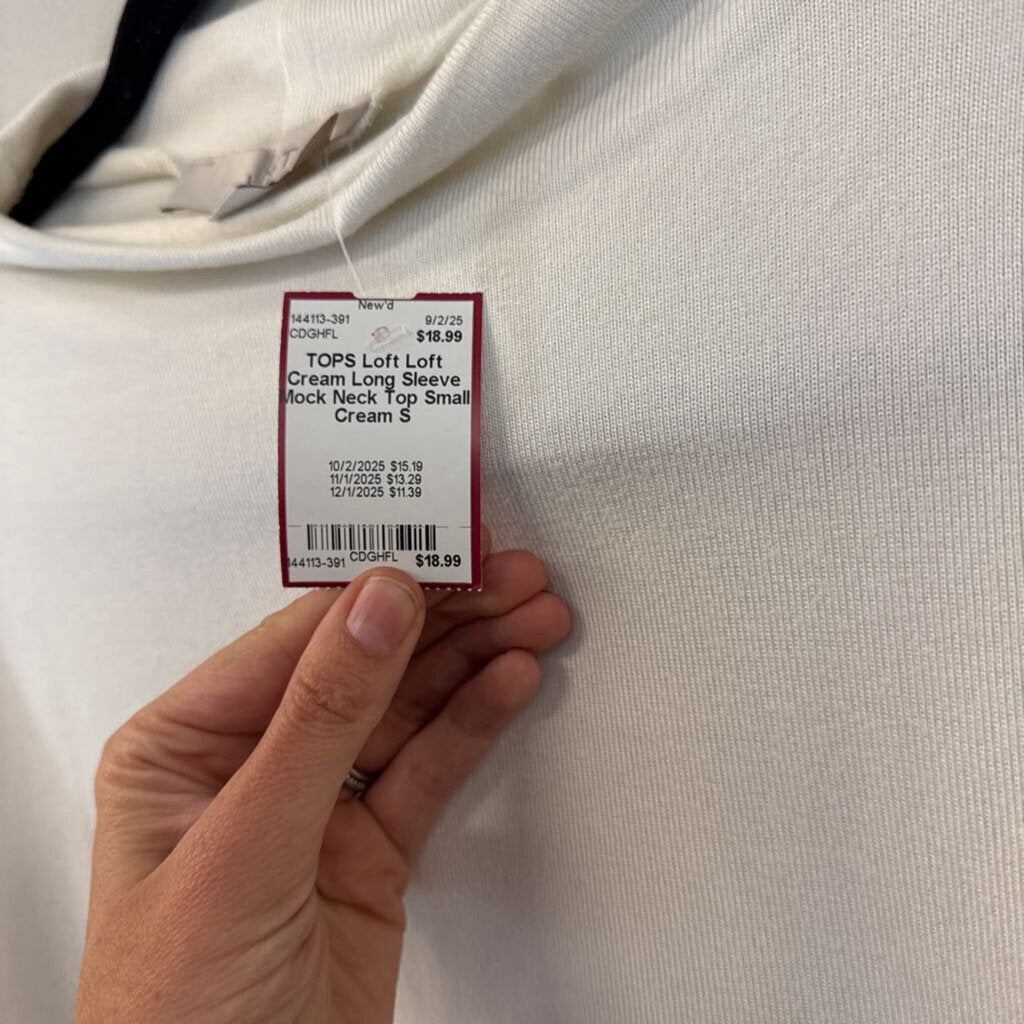 New'd
144113-391 9/2/25
CDGHFL $18.99
TOPS Loft Loft
Cream Long Sleeve
Mock Neck Top Small
Cream S
10/2/2025 $15.19
11/1/2025 $13.29
12/1/2025 $11.39
144113-391 CDGHFL $18.99